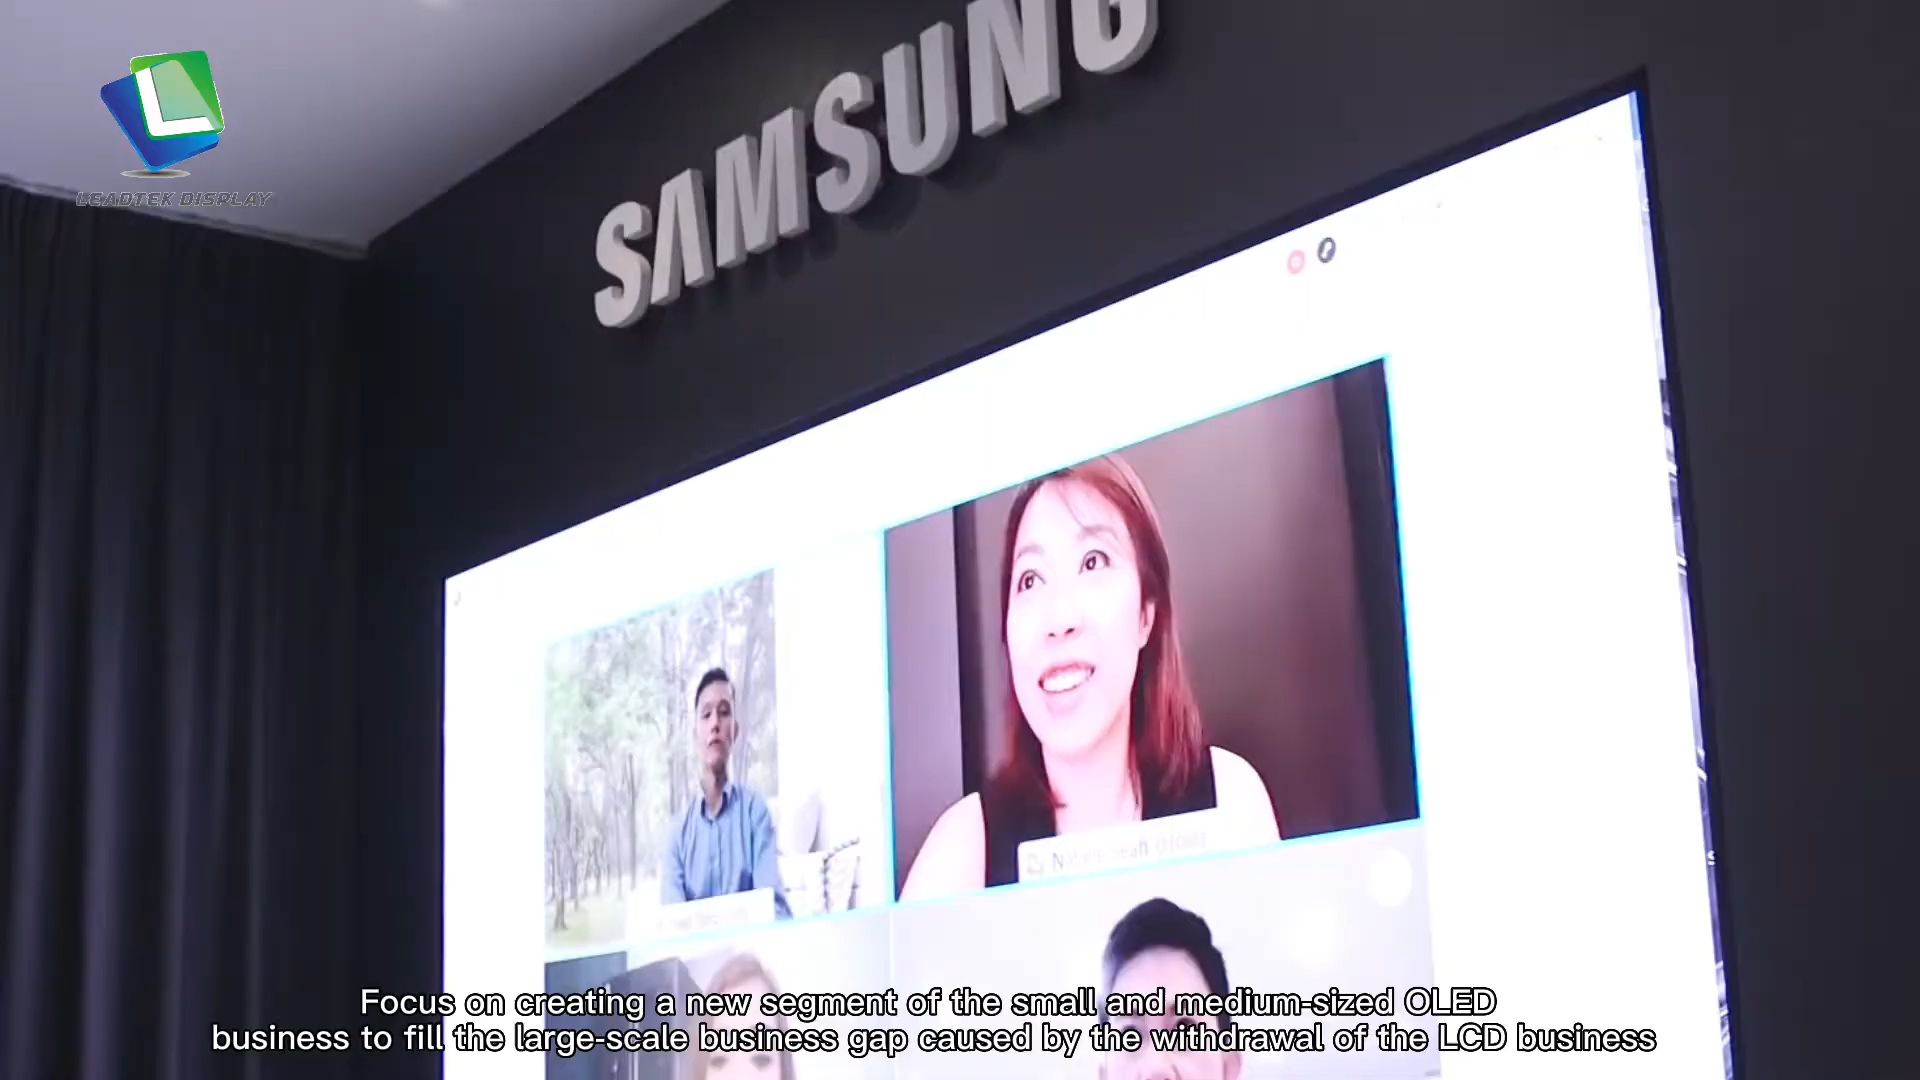 LEADTEK DISPLAY
SAMSUNG
Focus on creating a new segment of the small and medium-sized OLED
business to fill the large-scale business gap caused by the withdrawal of the LCD business